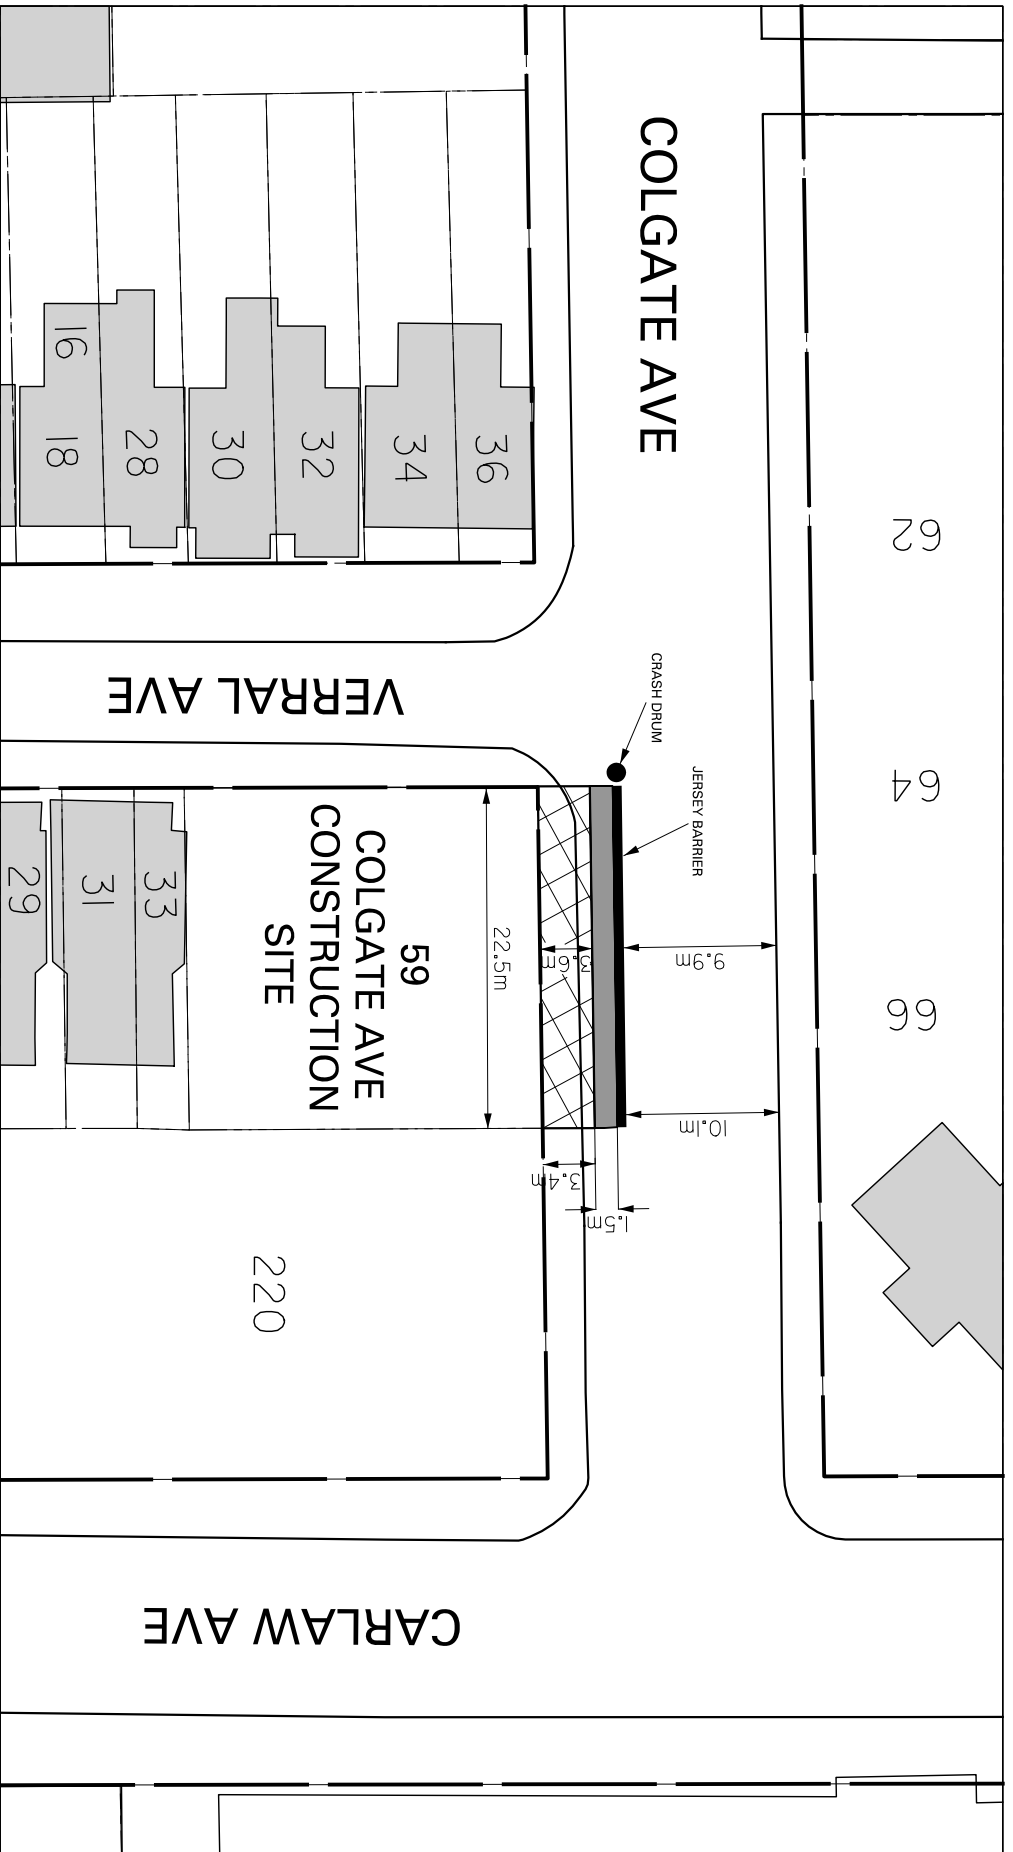 COLGATE AVE
16
18
28
30
32
34
36
62
VERRAL AVE
CRASH DRUM
JERSEY BARRIER
64
29
31
33
59
COLGATE AVE
CONSTRUCTION
SITE
22.5m
3.6m
9.9m
66
10.1m
3.4m
1.5m
220
CARLAW AVE